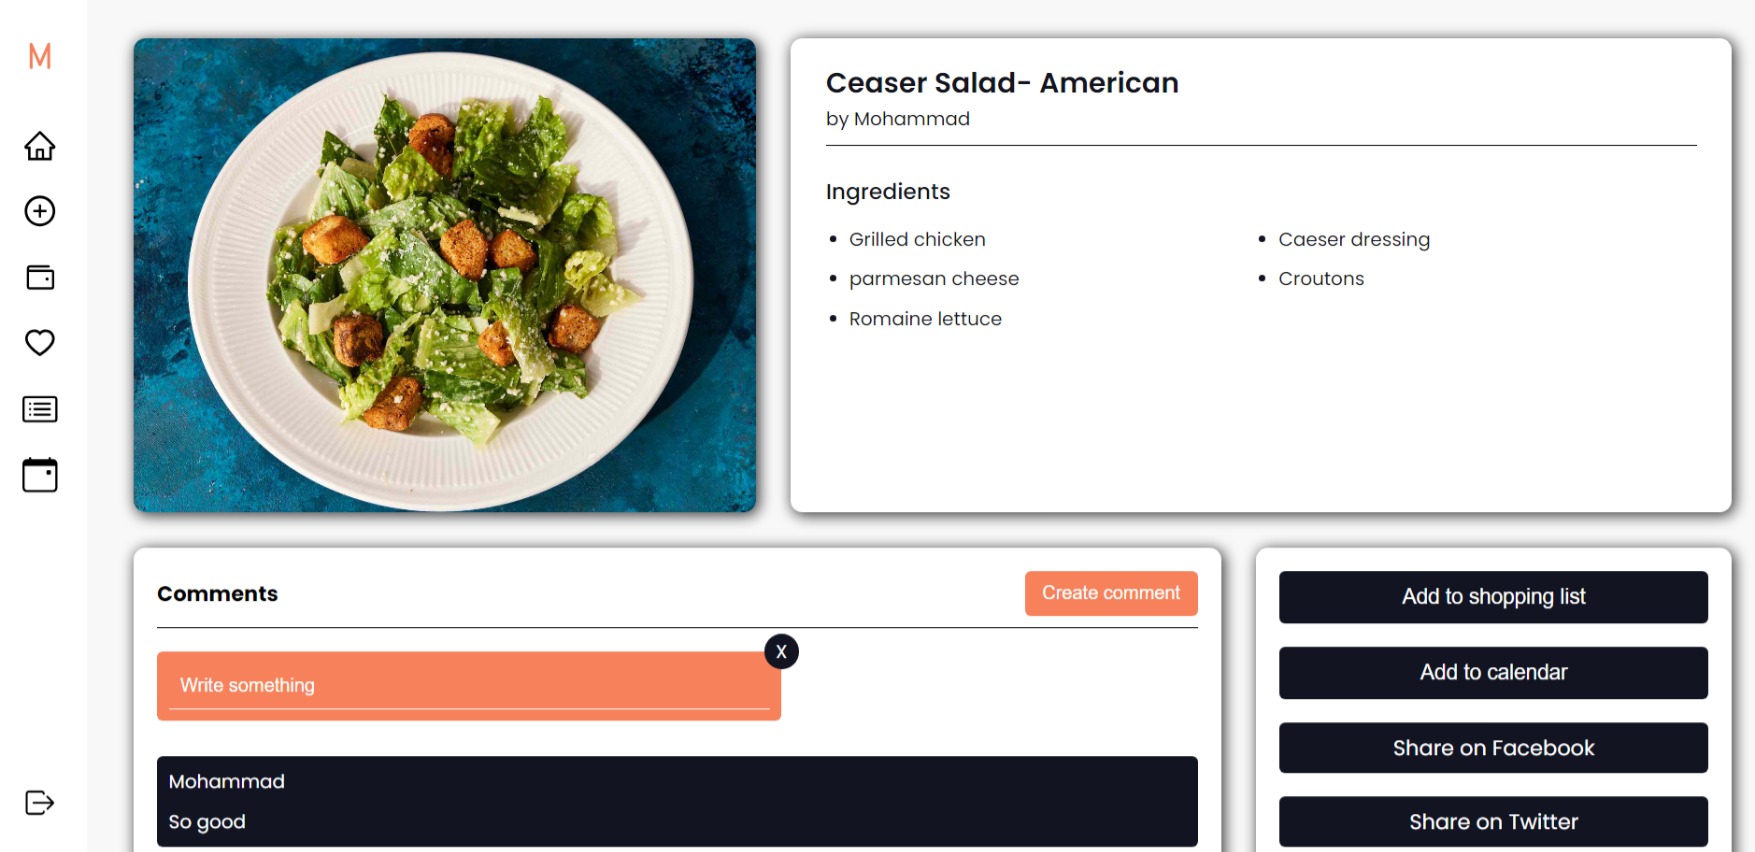 M
Ceaser Salad- American
by Mohammad
Ingredients
Grilled chicken
parmesan cheese
Romaine lettuce
Caeser dressing
Croutons
Comments
Create comment
X
Write something
Mohammad
So good
Add to shopping list
Add to calendar
Share on Facebook
Share on Twitter